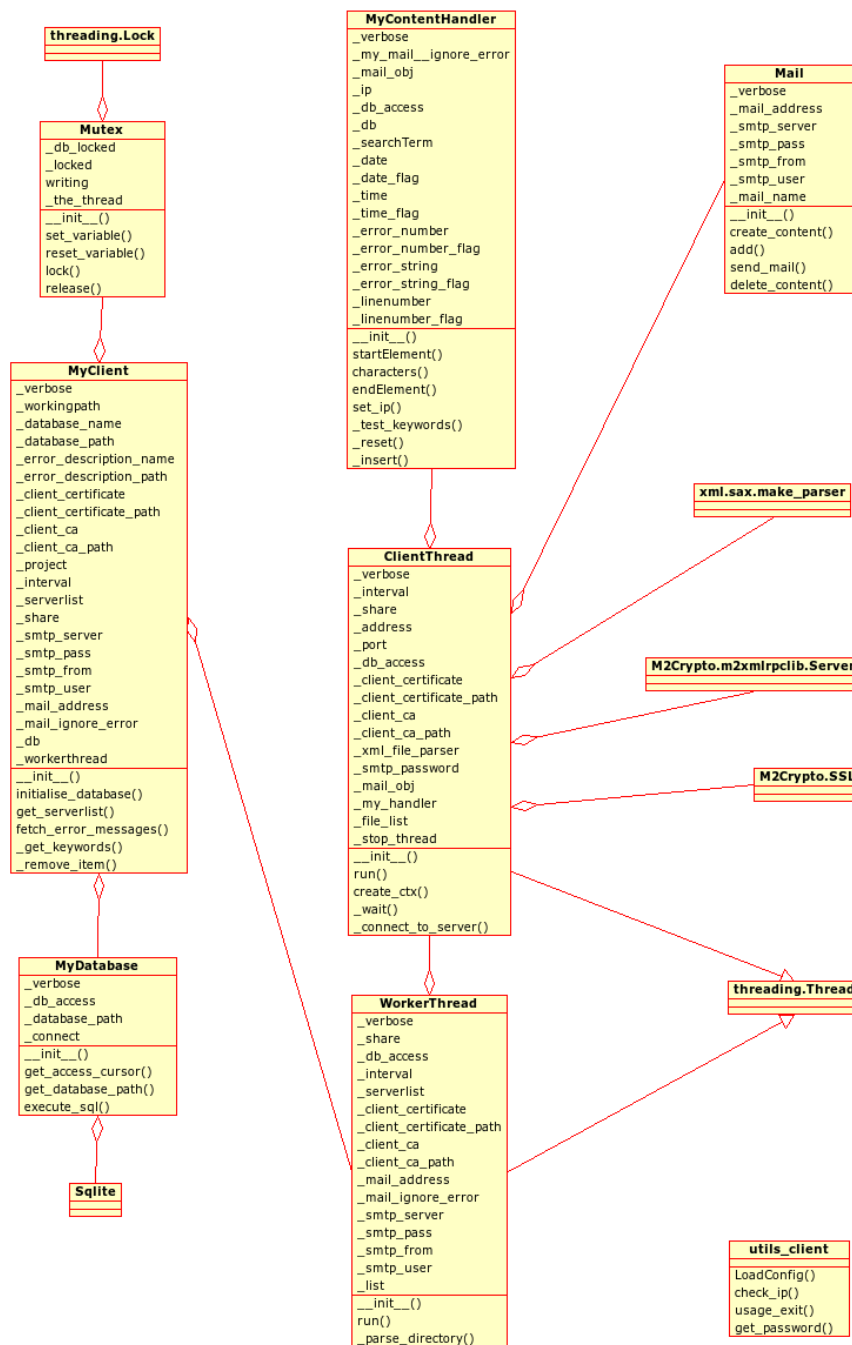 threading.Lock
Mutex
_db_locked
_locked
writing
_the_thread
__init__()
set_variable()
reset_variable()
lock()
release()
MyClient
_verbose
_workingpath
_database_name
_database_path
_error_description_name
_error_description_path
_client_certificate
_client_certificate_path
_client_ca
_client_ca_path
_project
_interval
_serverlist
_share
_smtp_server
_smtp_pass
_smtp_from
_smtp_user
_mail_address
_mail_ignore_error
_db
_workerthread
__init__()
initialise_database()
get_serverlist()
fetch_error_messages()
_get_keywords()
_remove_item()
MyDatabase
_verbose
_db_access
_database_path
_connect
__init__()
get_access_cursor()
get_database_path()
execute_sql()
Sqlite
MyContentHandler
_verbose
_my_mail__ignore_error
_mail_obj
_ip
_db_access
_db
_searchTerm
_date
_date_flag
_time
_time_flag
_error_number
_error_number_flag
_error_string
_error_string_flag
_linenumber
_linenumber_flag
__init__()
startElement()
characters()
endElement()
set_ip()
_test_keywords()
_reset()
_insert()
ClientThread
_verbose
_interval
_share
_address
_port
_db_access
_client_certificate
_client_certificate_path
_client_ca
_client_ca_path
_xml_file_parser
_smtp_password
_mail_obj
_my_handler
_file_list
_stop_thread
__init__()
run()
create_ctx()
_wait()
_connect_to_server()
WorkerThread
_verbose
_share
_db_access
_interval
_serverlist
_client_certificate
_client_certificate_path
_client_ca
_client_ca_path
_mail_address
_mail_ignore_error
_smtp_server
_smtp_pass
_smtp_from
_smtp_user
_list
__init__()
run()
_parse_directory()
Mail
_verbose
_mail_address
_smtp_server
_smtp_pass
_smtp_from
_smtp_user
_mail_name
__init__()
create_content()
add()
send_mail()
delete_content()
xml.sax.make_parser
M2Crypto.m2xmlrpclib.Server
M2Crypto.SSL
threading.Thread
utils_client
LoadConfig()
check_ip()
usage_exit()
get_password()